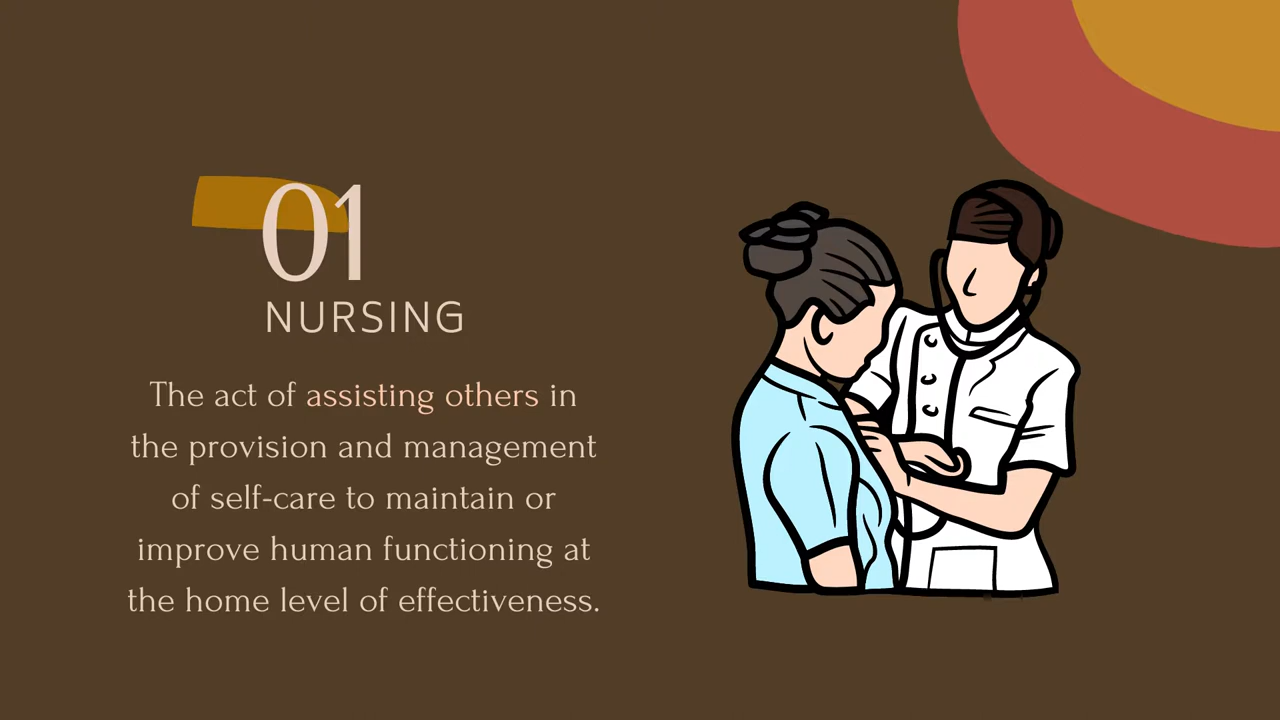 01
NURSING
The act of assisting others in
the provision and management
of self-care to maintain or
improve human functioning at
the home level of effectiveness.